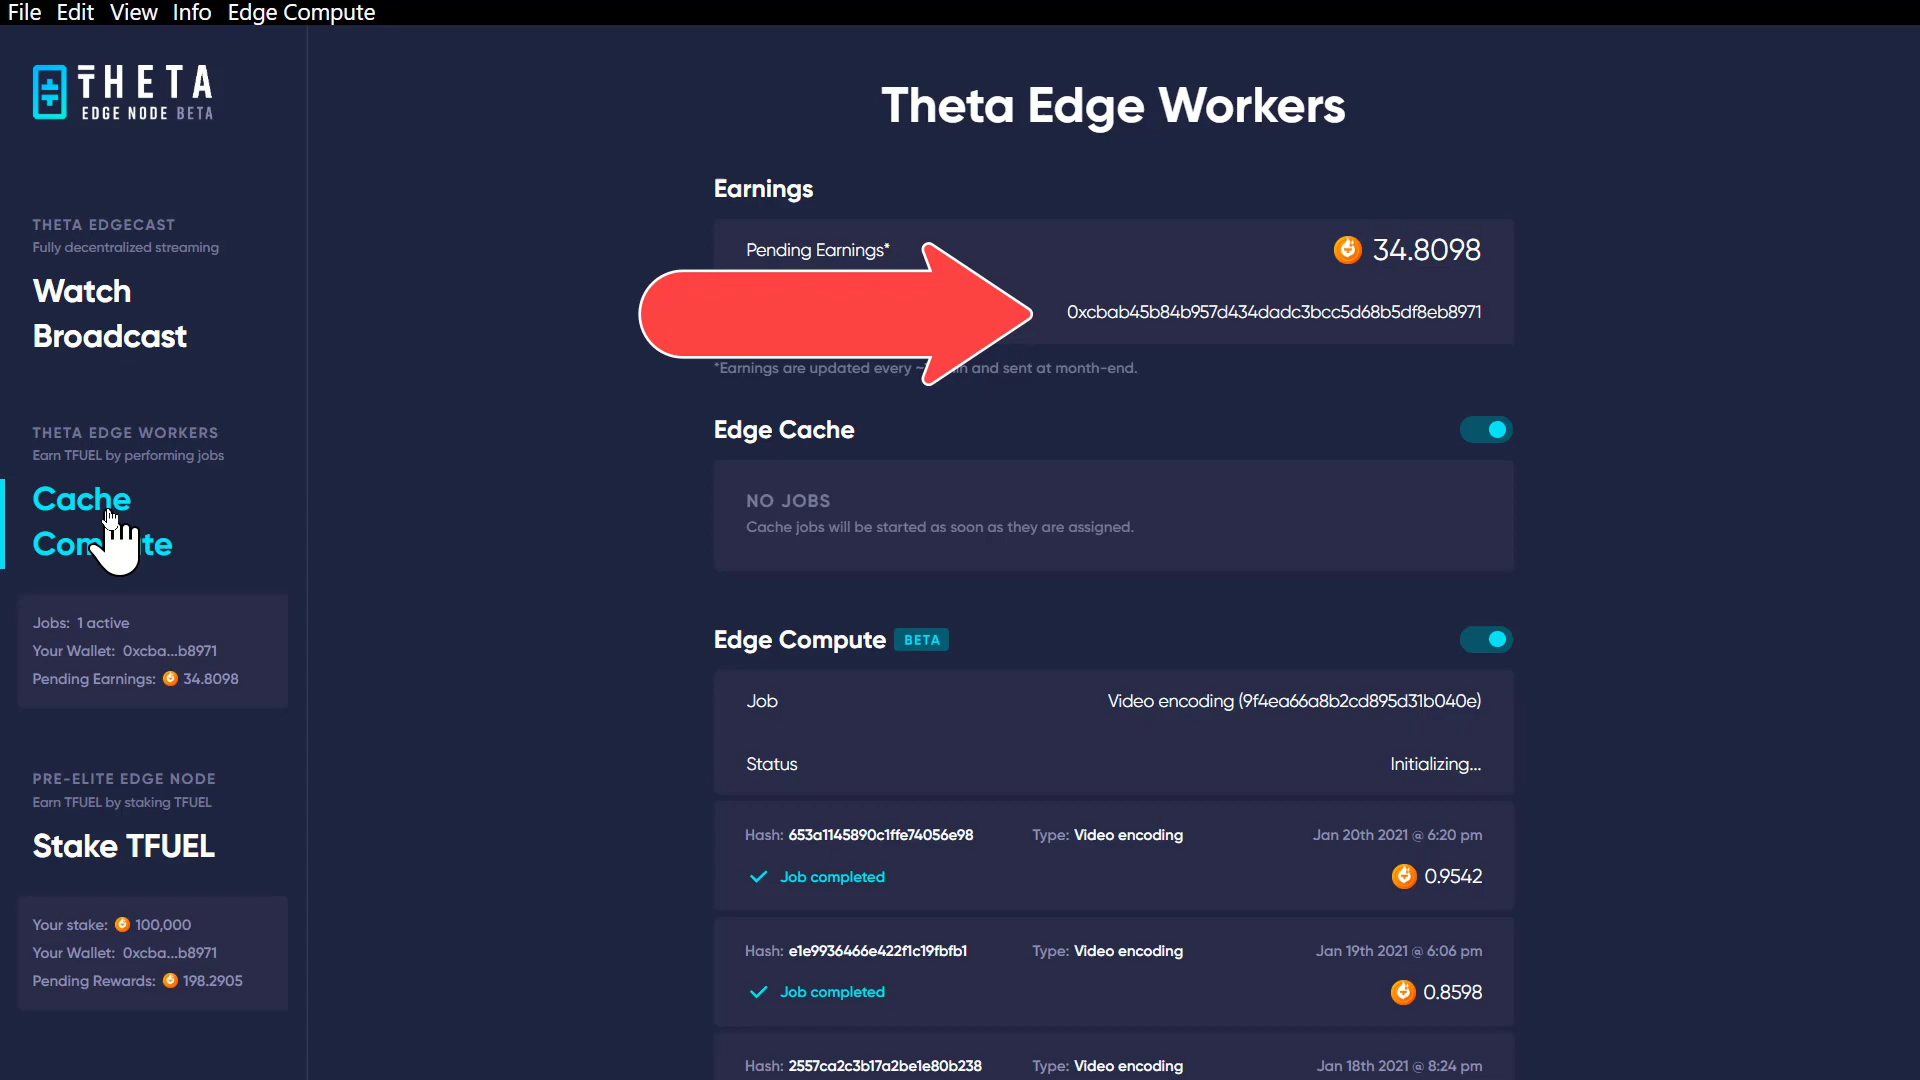 File Edit View Info Edge Compute
THETA
EDGE NODE BETA
THETA EDGECAST
Fully decentralized streaming
Watch
Broadcast
THETA EDGE WORKERS
Earn TFUEL by performing jobs
Cache
Jobs: 1 active
Your Wallet: 0xcba...b8971
Pending Earnings: 34.8098
PRE-ELITE EDGE NODE
Earn TFUEL by staking TFUEL
Stake TFUEL
Your stake: 100,000
Your Wallet: 0xcba...b8971
Pending Rewards: 198.2905
Theta Edge Workers
Earnings
Pending Earnings* 34.8098
0xcbab45b84b957d434dadc3bcc5d68b5df8eb8971
*Earnings are updated every and sent at month-end.
Edge Cache
NO JOBS
Cache jobs will be started as soon as they are assigned.
Edge Compute BETA
Job Video encoding (9f4ea66a8b2cd895d31b040e)
Status Initializing...
Hash: 653a1145890c1ffe74056e98 Type: Video encoding Jan 20th 2021 @ 6:20 pm
Job completed 0.9542
Hash: e1e9936466e422f1c19fbfb1 Type: Video encoding Jan 19th 2021 @ 6:06 pm
Job completed 0.8598
Hash: 2557ca2c3b17a2be1e80b238 Type: Video encoding Jan 18th 2021 @ 8:24 pm